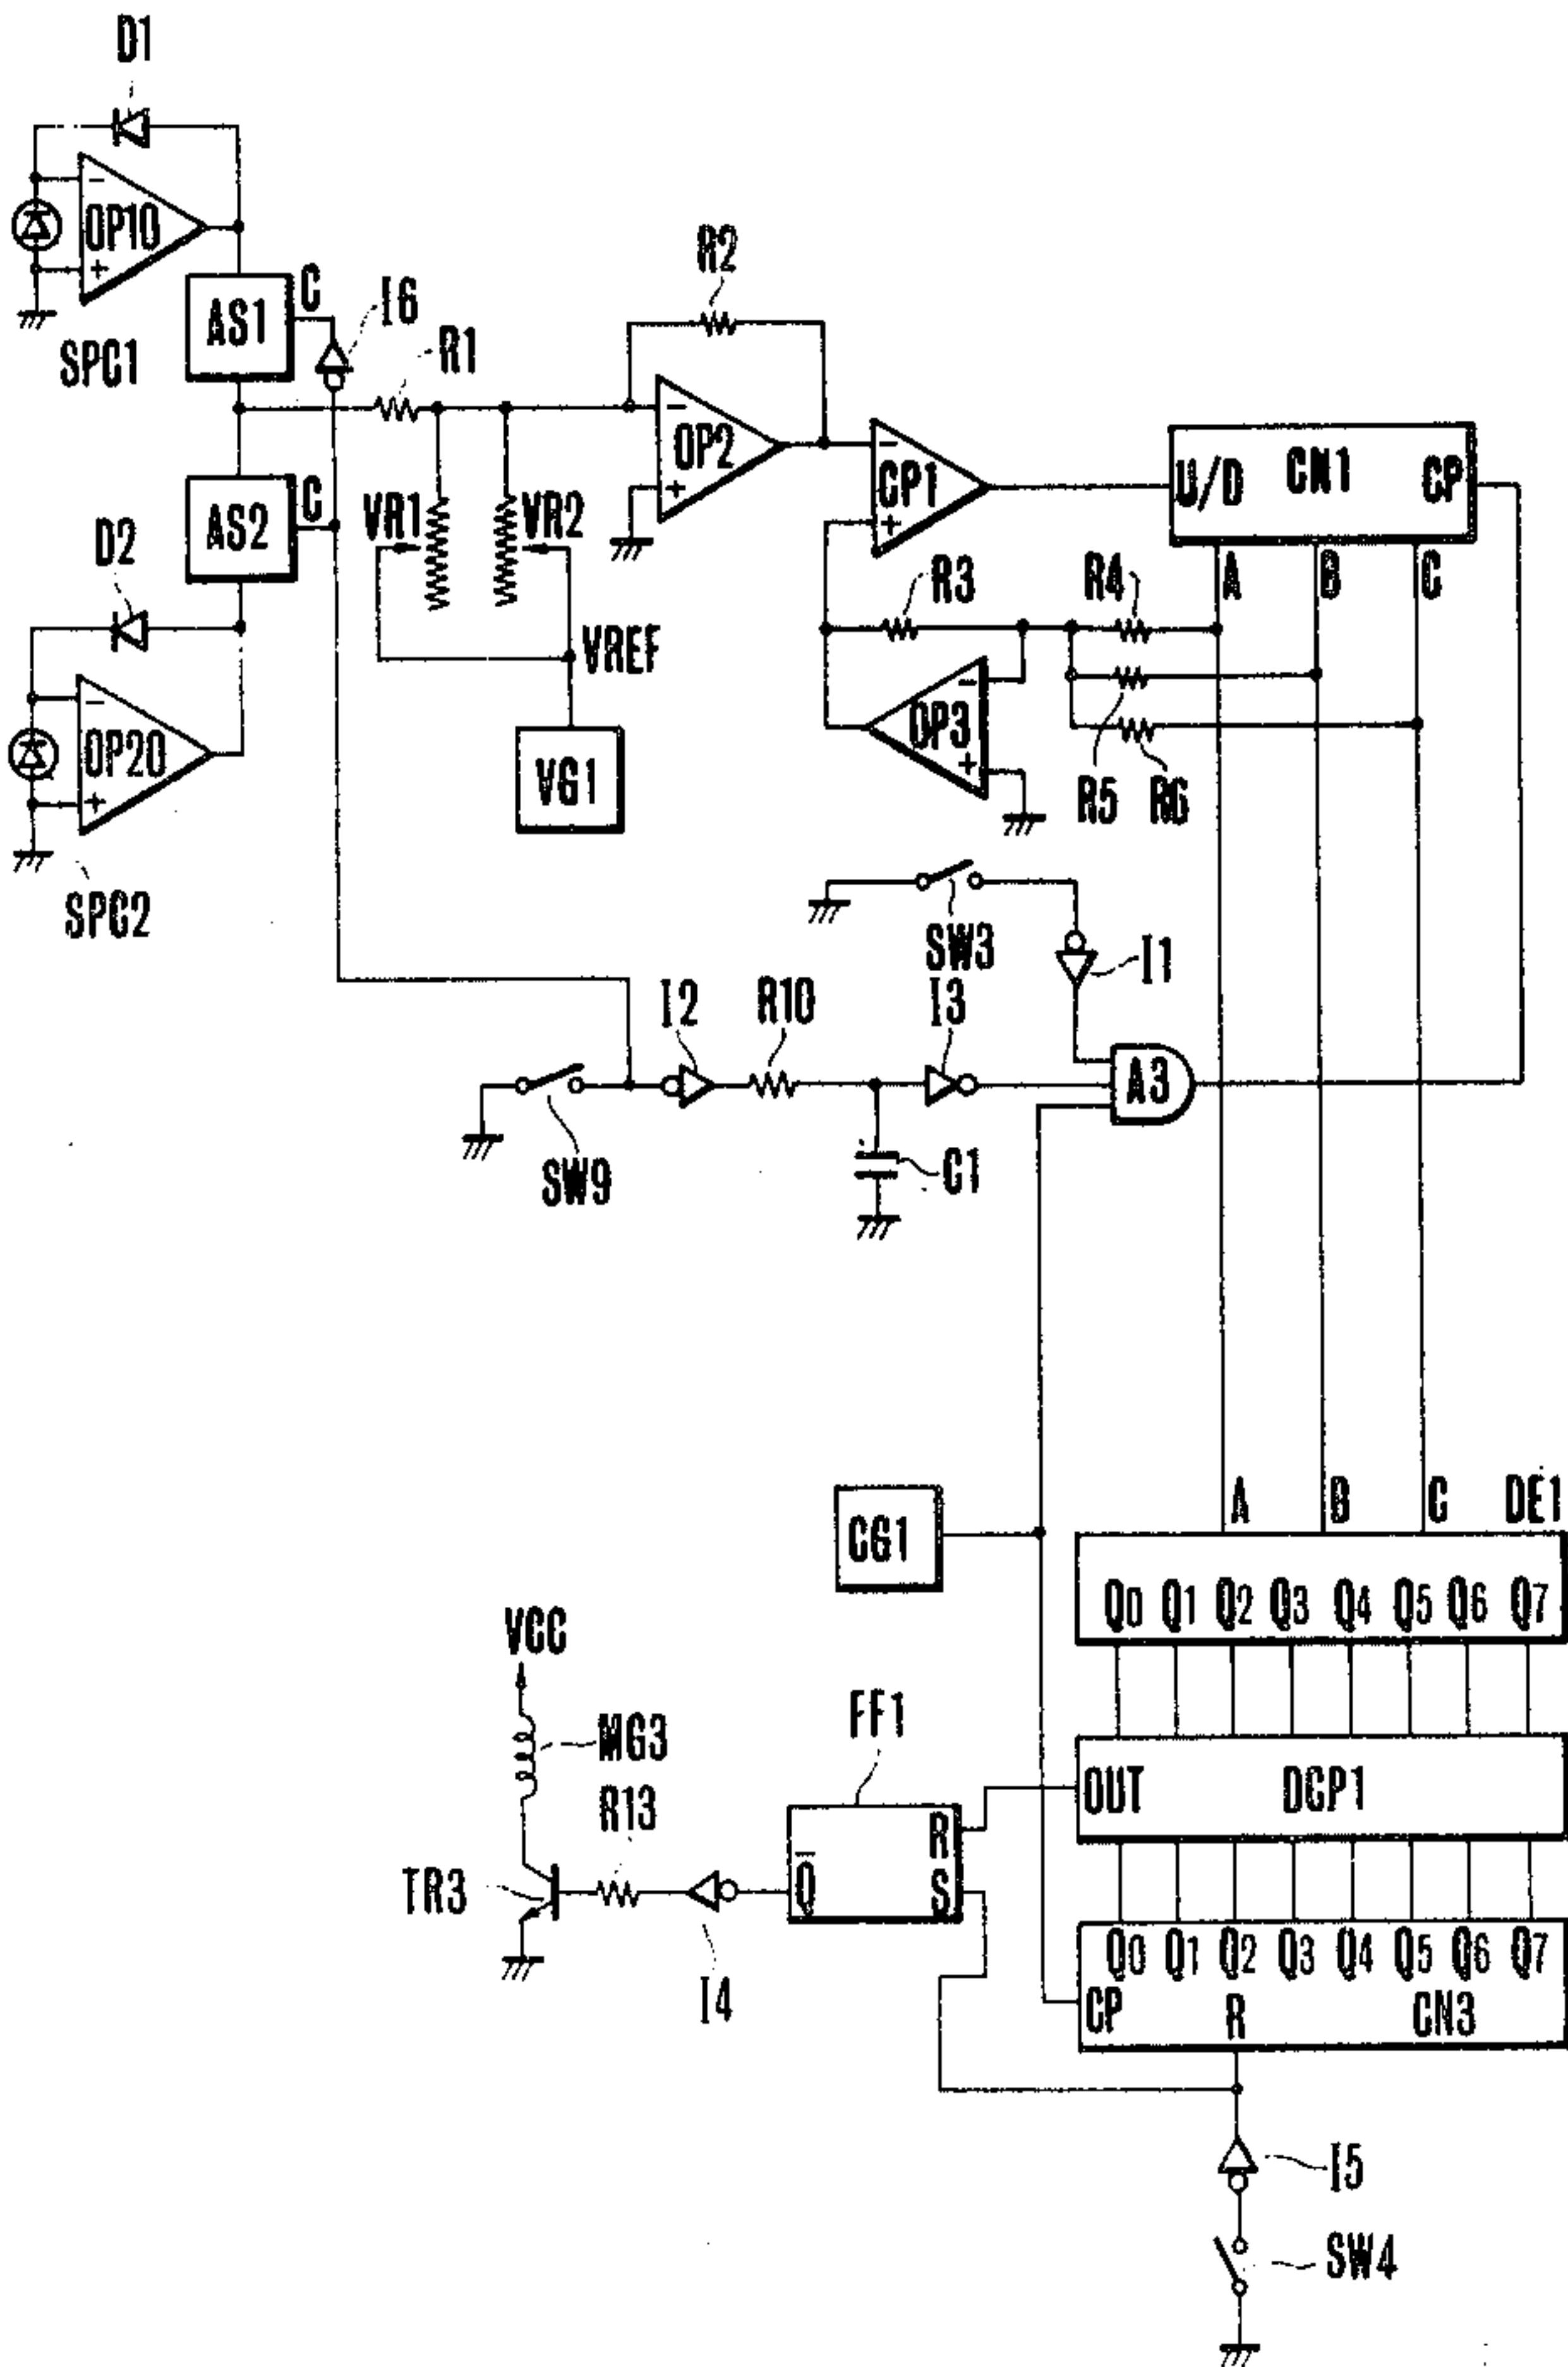 D1
OP10
-
+
R2
AS1
C
I6
R1
SPC1
OP2
-
+
CP1
-
+
U/D
CN1
CP
AS2
C
VR1
VR2
D2
R3
R4
A
B
C
VREF
OP20
-
+
OP3
-
+
VG1
R5
R6
SPC2
SW3
I1
I2
R10
I3
A3
SW9
C1
CG1
A
B
C
DE1
Q0 Q1 Q2 Q3 Q4 Q5 Q6 Q7
VCC
FF1
MG3
OUT
DCP1
R13
R
Q̅
S
TR3
Q0 Q1 Q2 Q3 Q4 Q5 Q6 Q7
I4
CP
R
CN3
I5
SW4